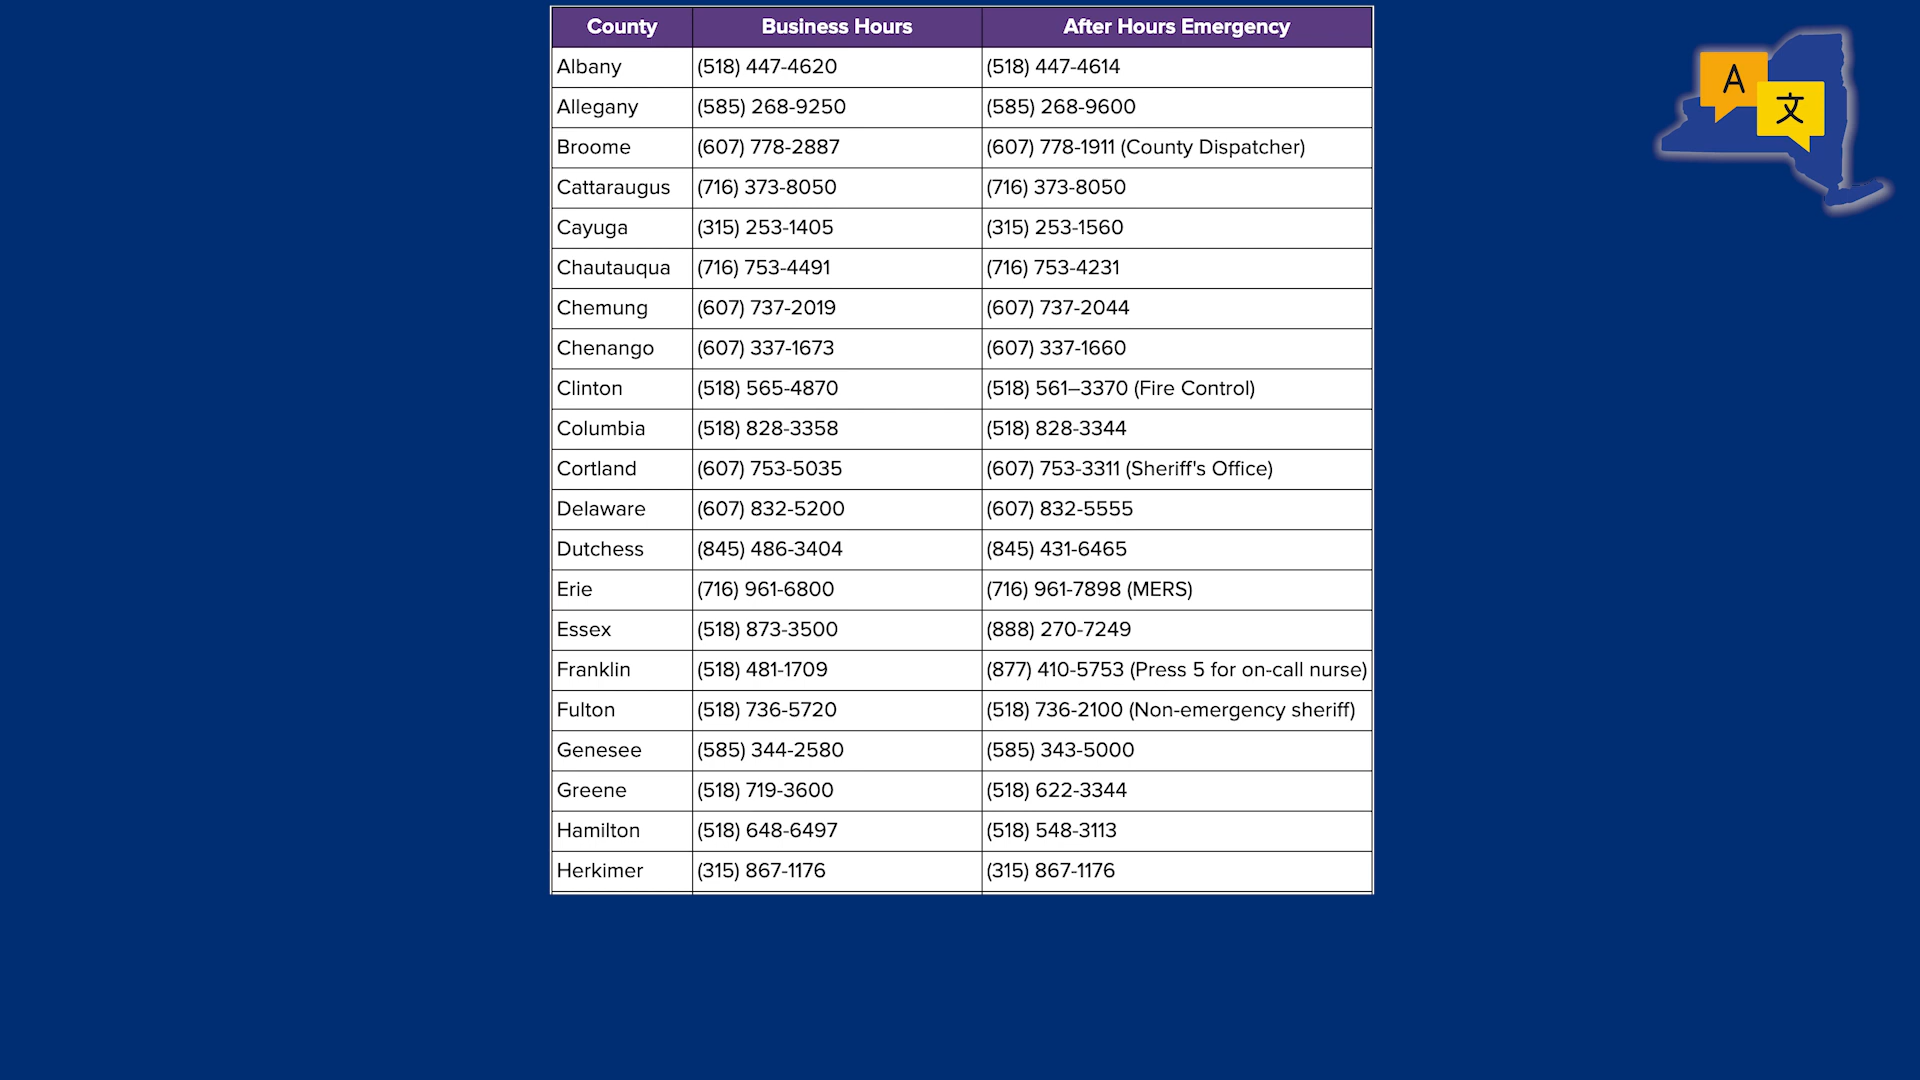 County Business Hours After Hours Emergency
Albany (518) 447-4620 (518) 447-4614
Allegany (585) 268-9250 (585) 268-9600
Broome (607) 778-2887 (607) 778-1911 (County Dispatcher)
Cattaraugus (716) 373-8050 (716) 373-8050
Cayuga (315) 253-1405 (315) 253-1560
Chautauqua (716) 753-4491 (716) 753-4231
Chemung (607) 737-2019 (607) 737-2044
Chenango (607) 337-1673 (607) 337-1660
Clinton (518) 565-4870 (518) 561–3370 (Fire Control)
Columbia (518) 828-3358 (518) 828-3344
Cortland (607) 753-5035 (607) 753-3311 (Sheriff's Office)
Delaware (607) 832-5200 (607) 832-5555
Dutchess (845) 486-3404 (845) 431-6465
Erie (716) 961-6800 (716) 961-7898 (MERS)
Essex (518) 873-3500 (888) 270-7249
Franklin (518) 481-1709 (877) 410-5753 (Press 5 for on-call nurse)
Fulton (518) 736-5720 (518) 736-2100 (Non-emergency sheriff)
Genesee (585) 344-2580 (585) 343-5000
Greene (518) 719-3600 (518) 622-3344
Hamilton (518) 648-6497 (518) 548-3113
Herkimer (315) 867-1176 (315) 867-1176
A
文